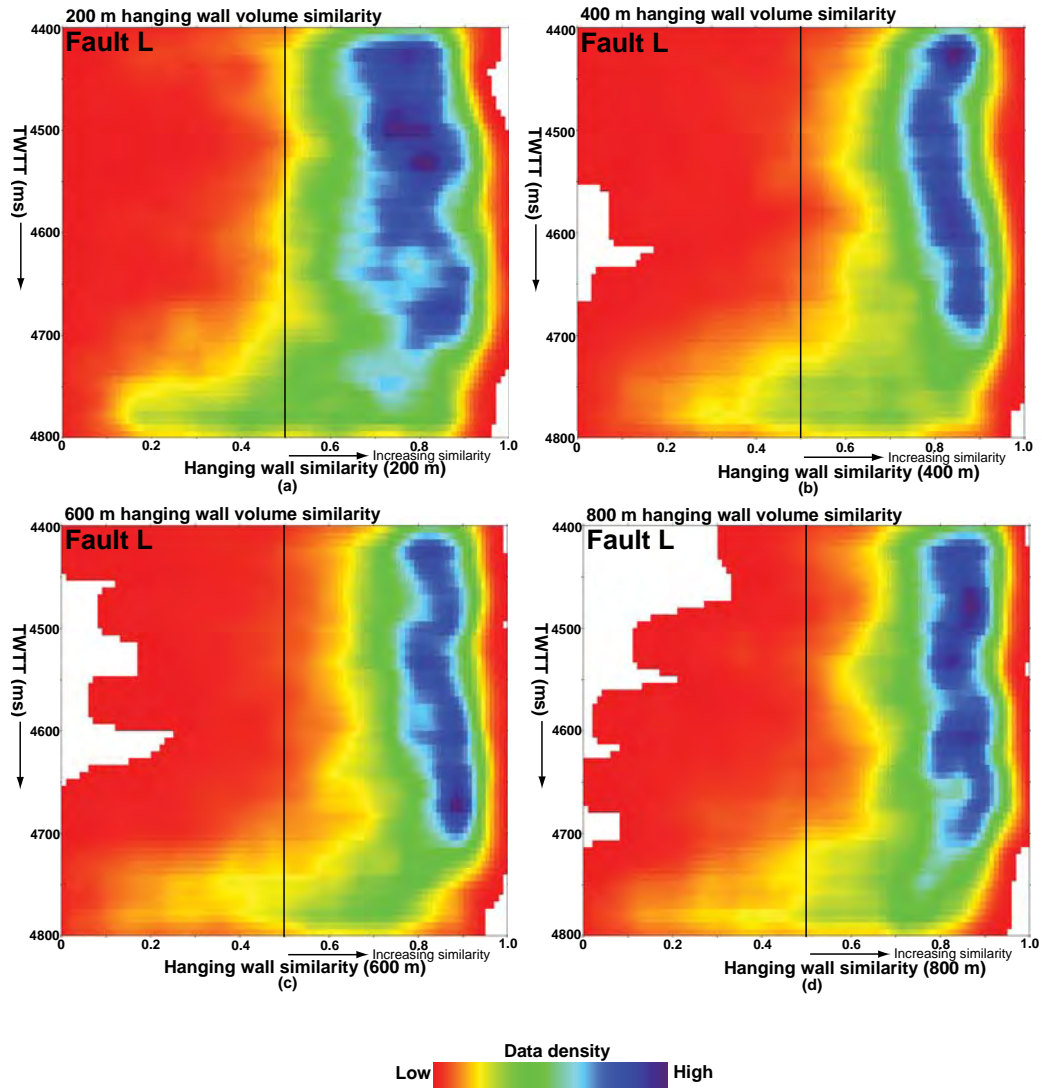 200 m hanging wall volume similarity
Fault L
4400
4500
4600
4700
4800
TWTT (ms)
0
0.2
0.4
0.6
0.8
1.0
Increasing similarity
Hanging wall similarity (200 m)
(a)
400 m hanging wall volume similarity
Fault L
4400
4500
4600
4700
4800
TWTT (ms)
0
0.2
0.4
0.6
0.8
1.0
Increasing similarity
Hanging wall similarity (400 m)
(b)
600 m hanging wall volume similarity
Fault L
4400
4500
4600
4700
4800
TWTT (ms)
0
0.2
0.4
0.6
0.8
1.0
Increasing similarity
Hanging wall similarity (600 m)
(c)
800 m hanging wall volume similarity
Fault L
4400
4500
4600
4700
4800
TWTT (ms)
0
0.2
0.4
0.6
0.8
1.0
Increasing similarity
Hanging wall similarity (800 m)
(d)
Data density
Low High